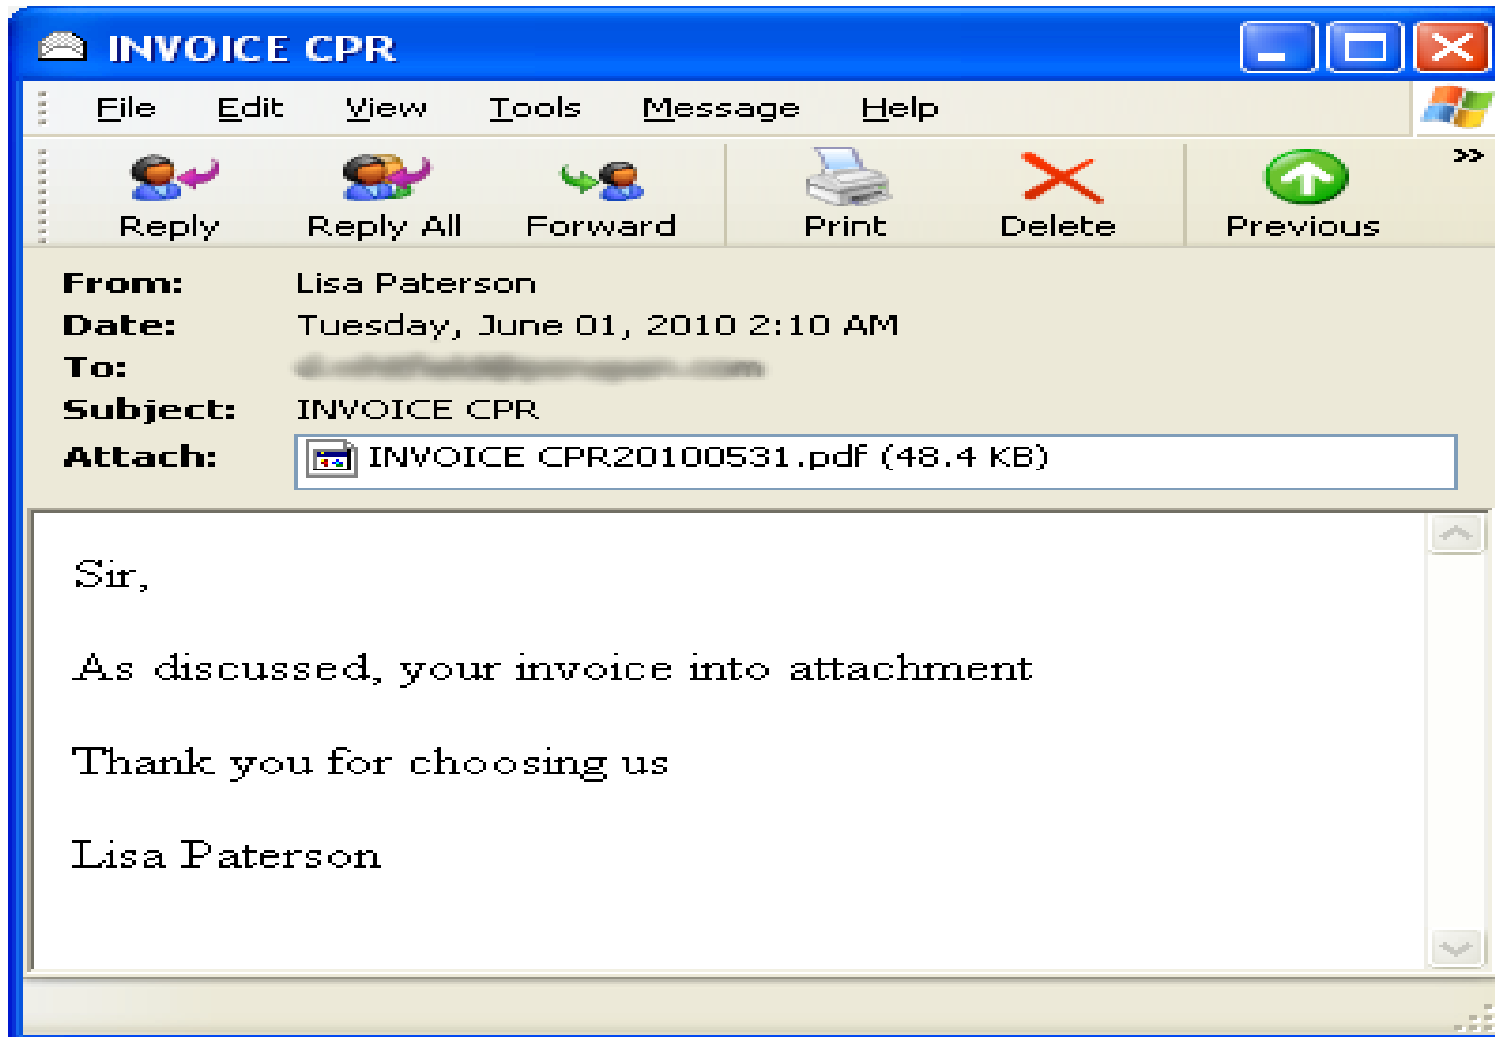 INVOICE CPR
File Edit View Tools Message Help
Reply Reply All Forward Print Delete Previous »
From: Lisa Paterson
Date: Tuesday, June 01, 2010 2:10 AM
To:
Subject: INVOICE CPR
Attach: INVOICE CPR20100531.pdf (48.4 KB)
Sir,
As discussed, your invoice into attachment
Thank you for choosing us
Lisa Paterson